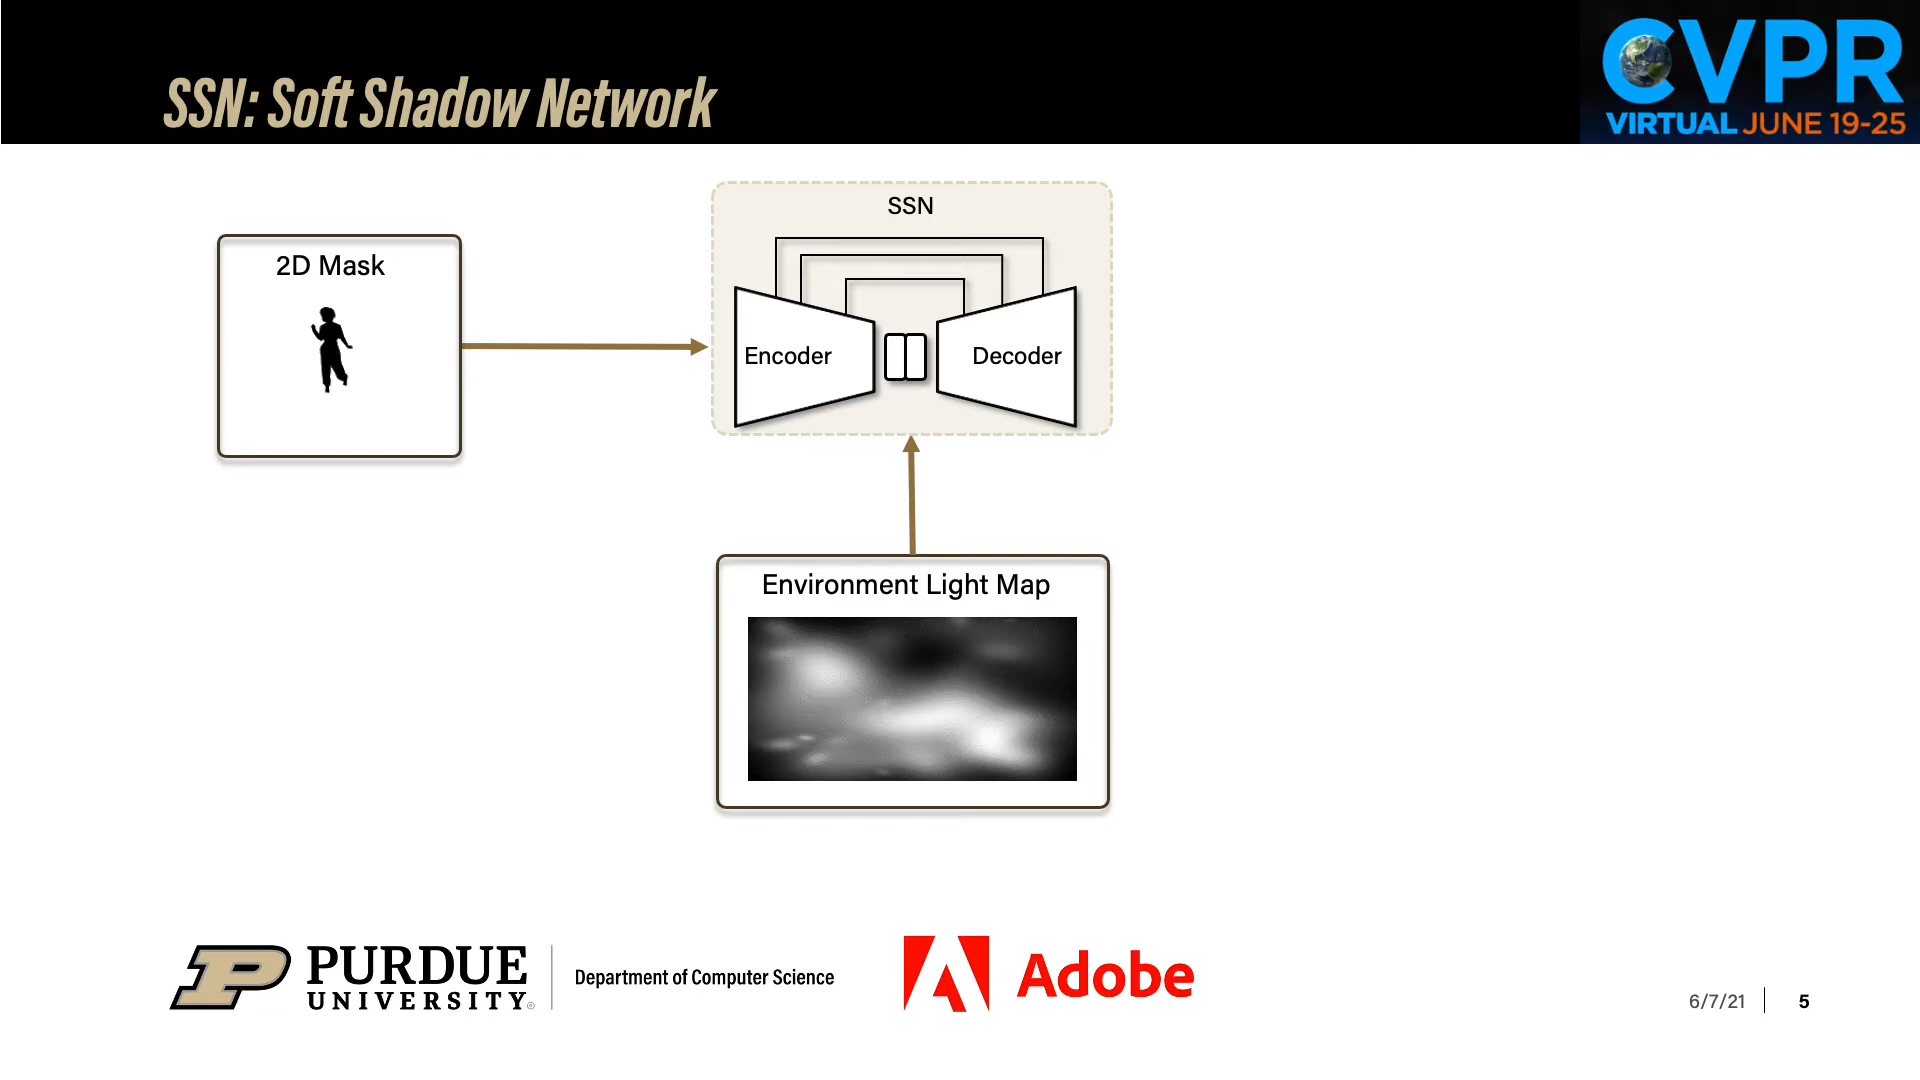 SSN: Soft Shadow Network
CVPR
VIRTUAL JUNE 19-25
SSN
2D Mask
Encoder
Decoder
Environment Light Map
PURDUE
UNIVERSITY®
Department of Computer Science
Adobe
6/7/21
5